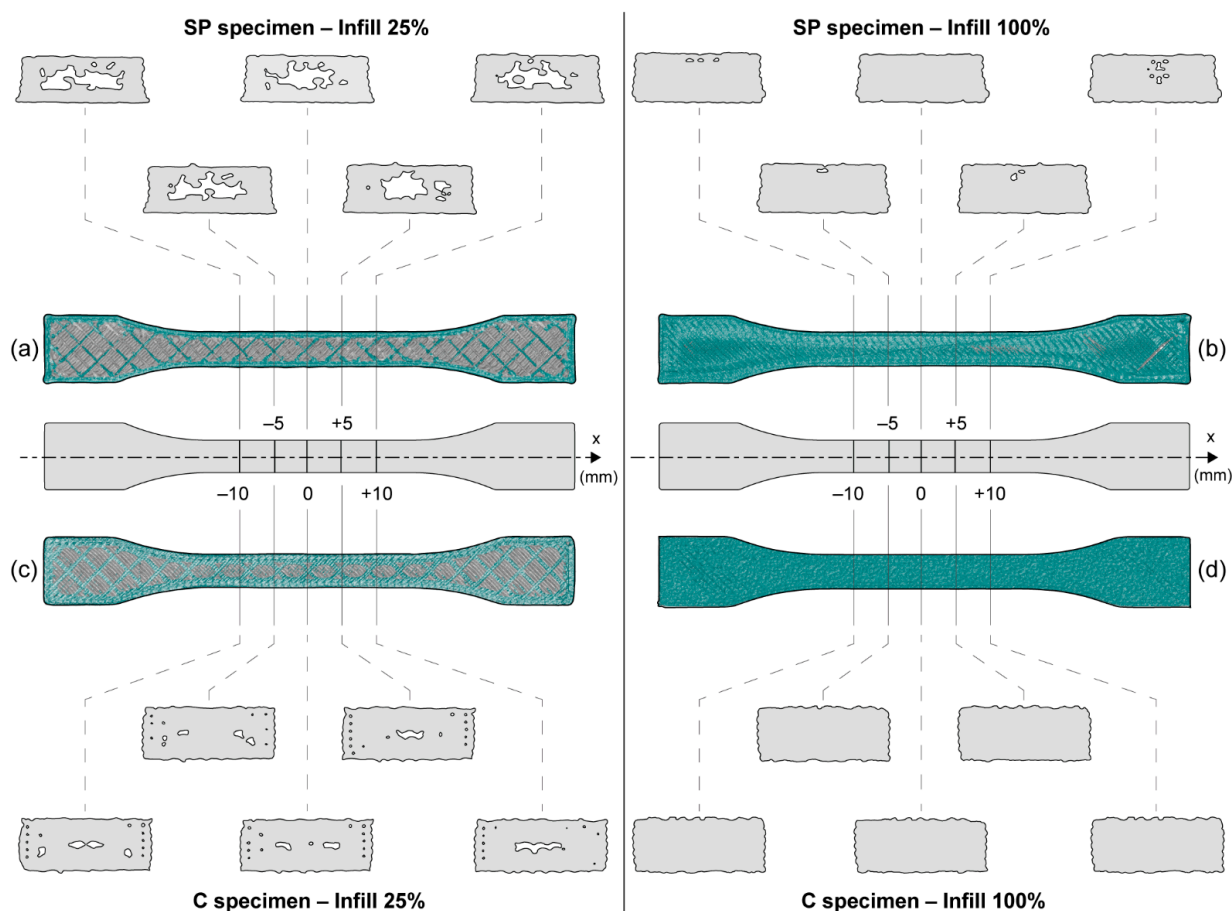 SP specimen – Infill 25%
SP specimen – Infill 100%
(a)
(b)
–5
+5
x
(mm)
–10
0
+10
–5
+5
x
(mm)
–10
0
+10
(c)
(d)
C specimen – Infill 25%
C specimen – Infill 100%